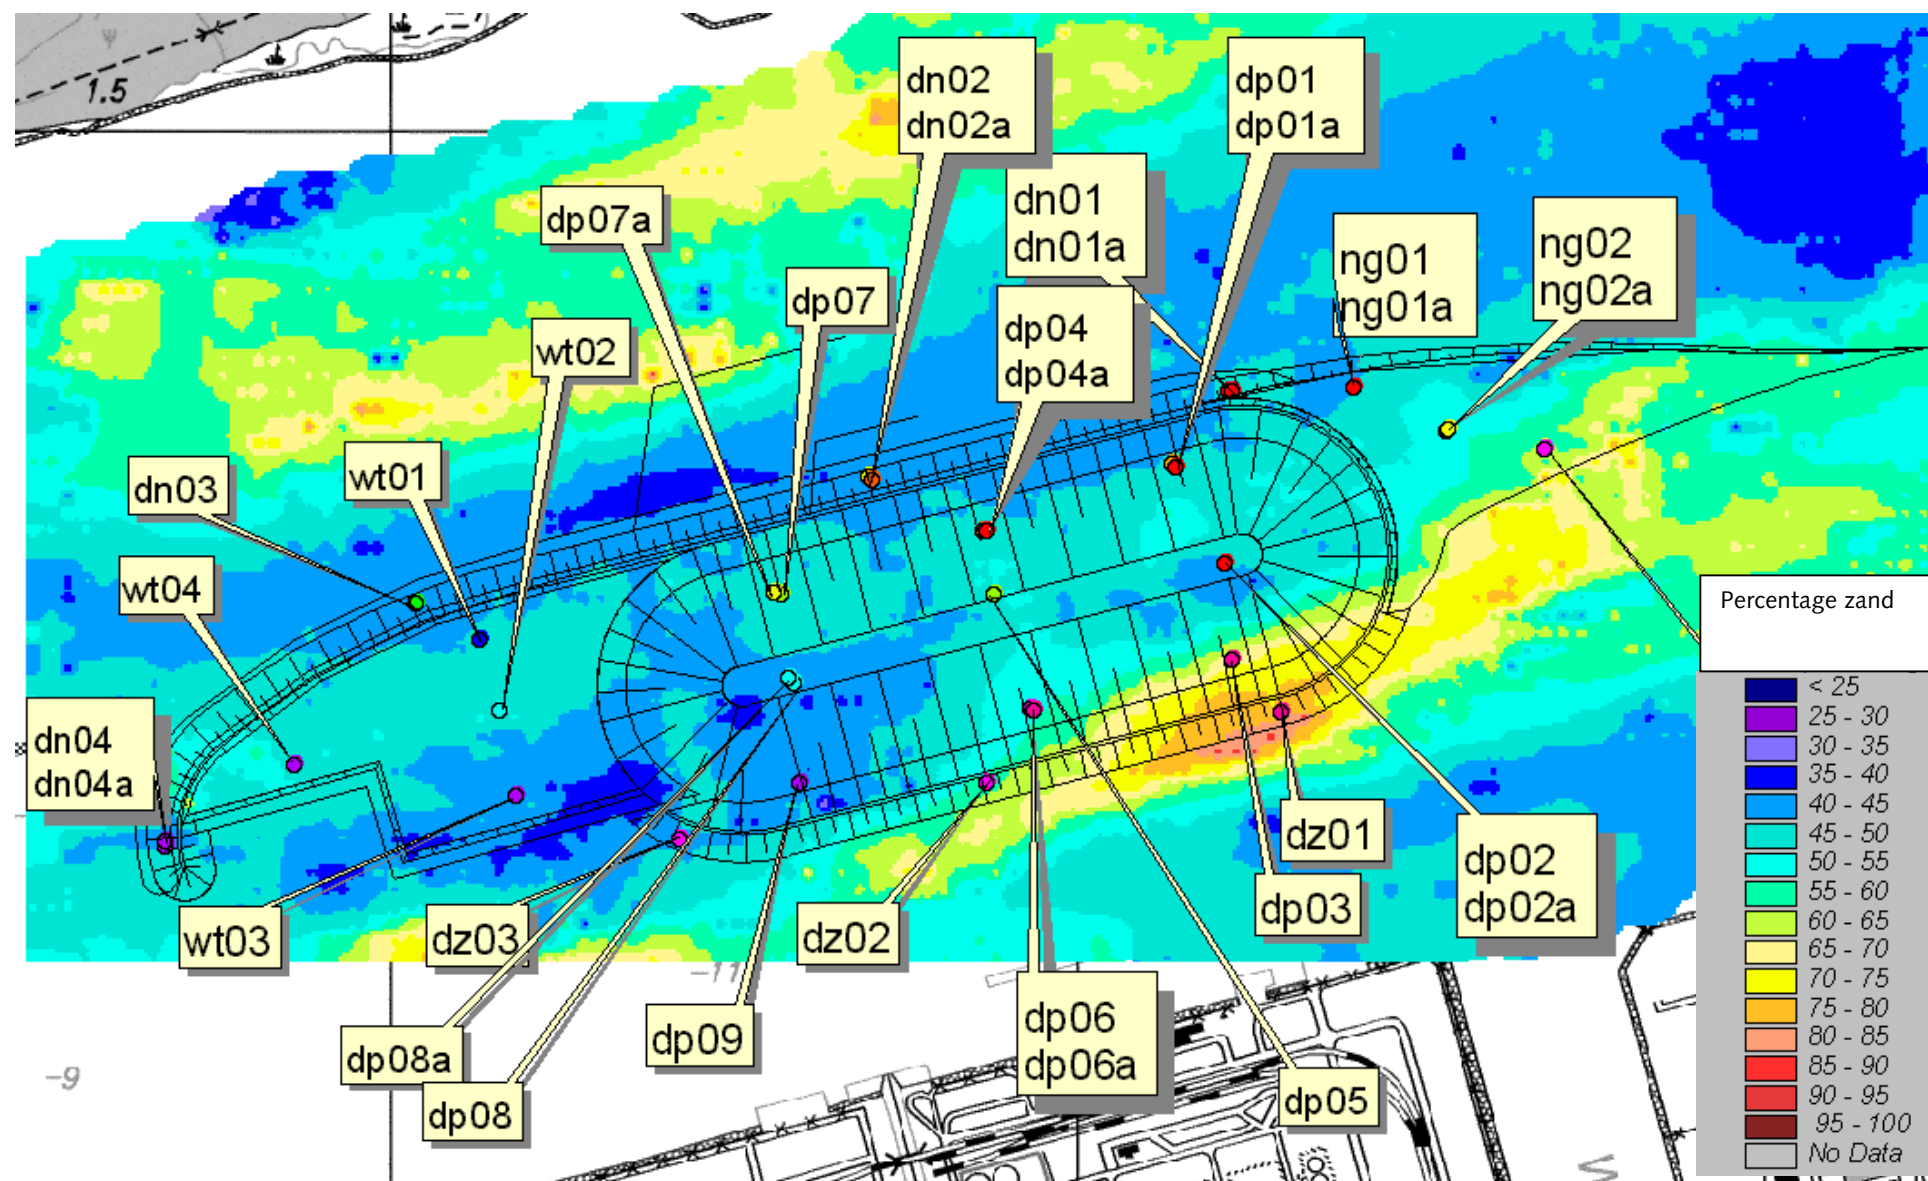 1.5
dn02
dn02a
dp01
dp01a
dn01
dn01a
dp07a
ng01
ng01a
ng02
ng02a
dp07
dp04
dp04a
wt02
wt01
dn03
wt04
dn04
dn04a
wt03
dz03
dz02
dz01
dp03
dp02
dp02a
dp08a
dp08
dp09
dp06
dp06a
dp05
-11
-9
Percentage zand
< 25
25 - 30
30 - 35
35 - 40
40 - 45
45 - 50
50 - 55
55 - 60
60 - 65
65 - 70
70 - 75
75 - 80
80 - 85
85 - 90
90 - 95
95 - 100
No Data